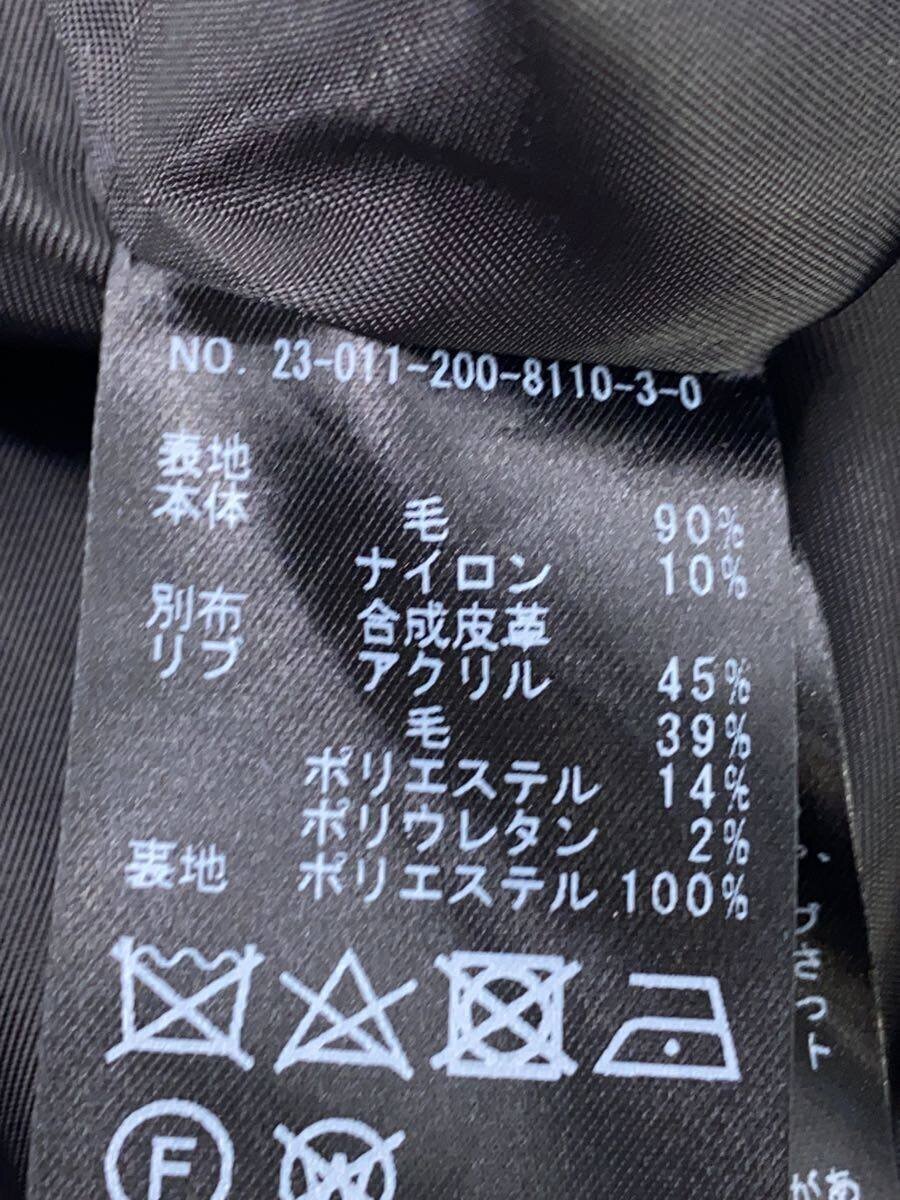 NO. 23-011-200-8110-3-0
表地
本体 毛 90%
ナイロン 10%
別布 合成皮革
リブ アクリル 45%
毛 39%
ポリエステル 14%
ポリウレタン 2%
裏地 ポリエステル 100%
F
W